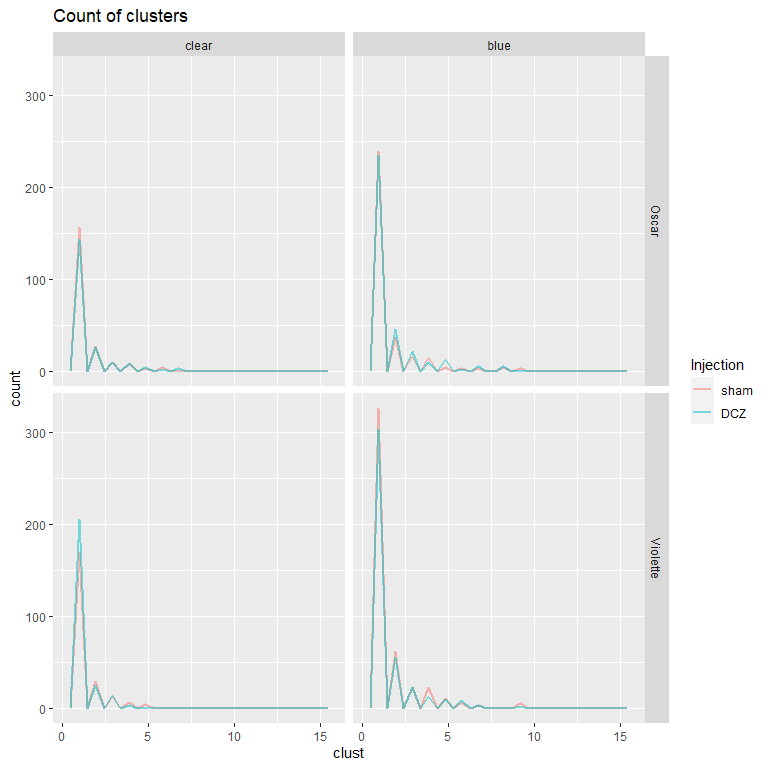 Count of clusters
clear
blue
300
200
100
0
Oscar
300
200
100
0
Violette
0 5 10 15
0 5 10 15
clust
count
Injection
sham
DCZ